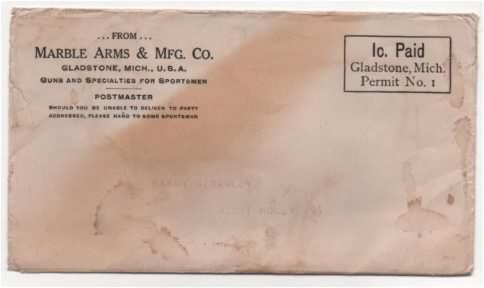 ...FROM...
MARBLE ARMS & MFG. CO.
GLADSTONE, MICH., U.S.A.
GUNS AND SPECIALTIES FOR SPORTSMEN
POSTMASTER
SHOULD YOU BE UNABLE TO DELIVER TO PARTY
ADDRESSED, PLEASE HAND TO SOME SPORTSMAN
1c. Paid
Gladstone, Mich.
Permit No. 1